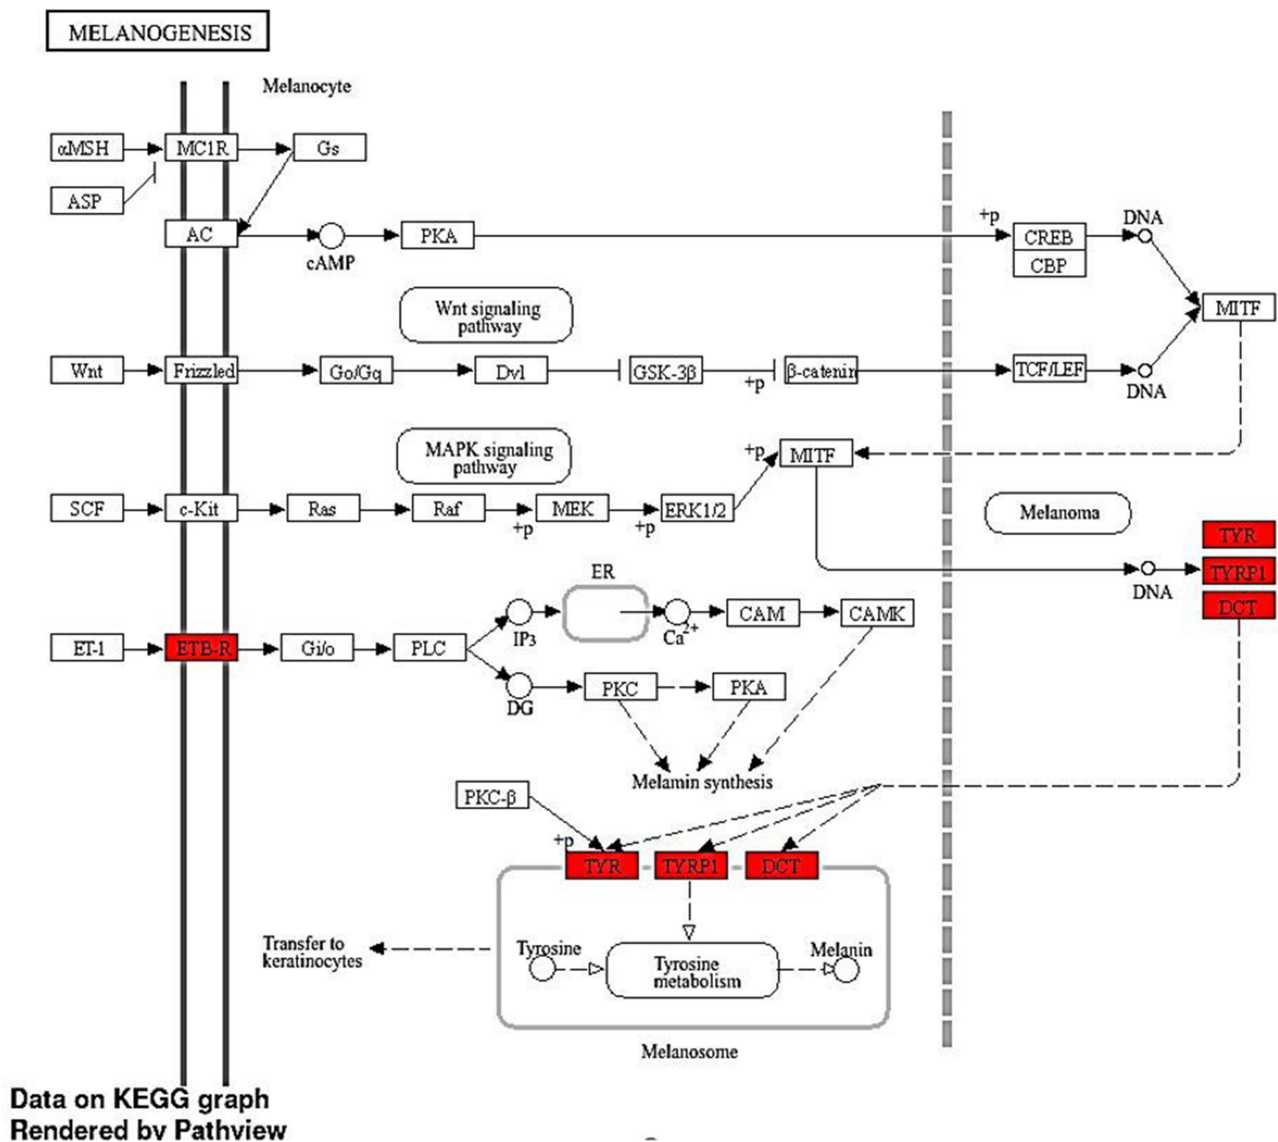 MELANOGENESIS
Melanocyte
αMSH
MC1R
Gs
ASP
AC
cAMP
PKA
+p
CREB
CBP
DNA
MITF
Wnt signaling
pathway
Wnt
Frizzled
Go/Gq
Dvl
GSK-3β
+p
β-catenin
TCF/LEF
DNA
MAPK signaling
pathway
+p
MITF
SCF
c-Kit
Ras
Raf
+p
MEK
+p
ERK1/2
Melanoma
TYR
TYRP1
DCT
DNA
ER
IP3
Ca2+
CAM
CAMK
ET-1
ETB-R
Gi/o
PLC
DG
PKC
PKA
Melamin synthesis
PKC-β
+p
TYR
TYRP1
DCT
Transfer to
keratinocytes
Tyrosine
Tyrosine
metabolism
Melanin
Melanosome
Data on KEGG graph
Rendered by Pathview